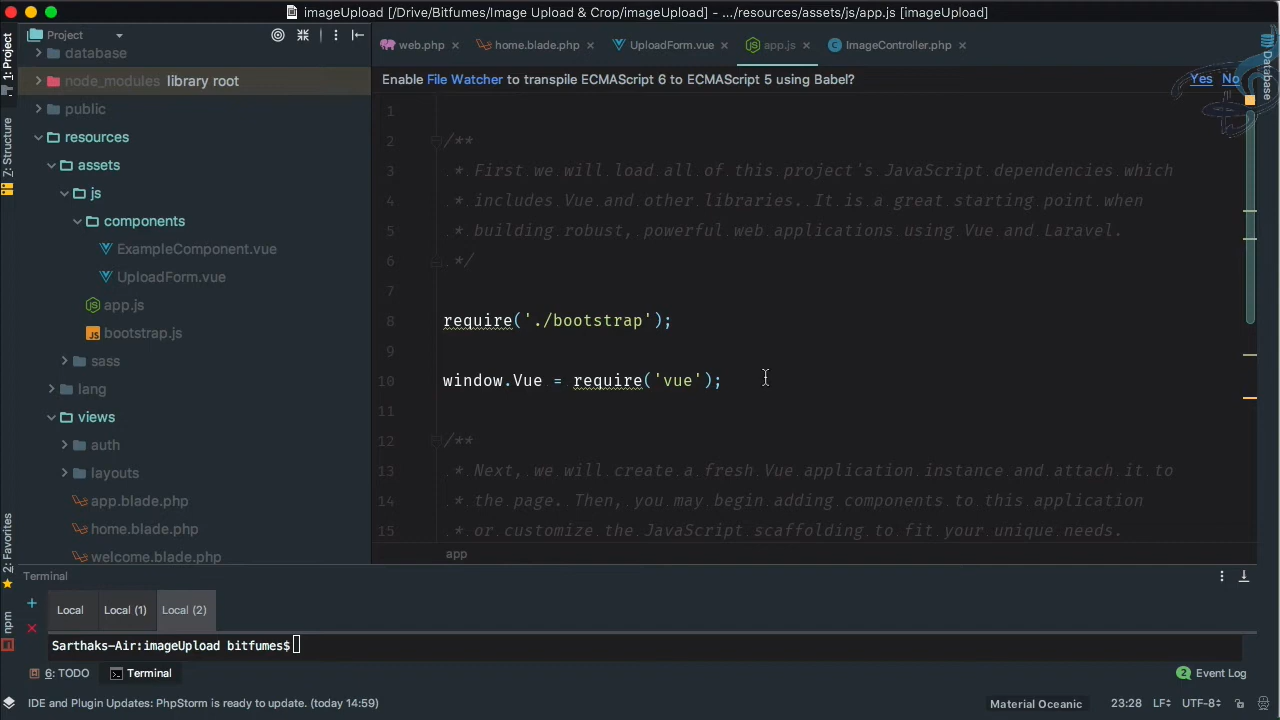 imageUpload [/Drive/Bitfumes/Image Upload & Crop/imageUpload] - .../resources/assets/js/app.js [imageUpload]
1: Project
Project
web.php
home.blade.php
UploadForm.vue
app.js
ImageController.php
Database
database
node_modules library root
public
resources
assets
js
components
ExampleComponent.vue
UploadForm.vue
app.js
bootstrap.js
sass
lang
views
auth
layouts
app.blade.php
home.blade.php
welcome.blade.php
7: Structure
2: Favorites
npm
Enable File Watcher to transpile ECMAScript 6 to ECMAScript 5 using Babel?
Yes No
1
2 /**
3 * First we will load all of this project's JavaScript dependencies which
4 * includes Vue and other libraries. It is a great starting point when
5 * building robust, powerful web applications using Vue and Laravel.
6 */
7
8 require('./bootstrap');
9
10 window.Vue = require('vue');
11
12 /**
13 * Next, we will create a fresh Vue application instance and attach it to
14 * the page. Then, you may begin adding components to this application
15 * or customize the JavaScript scaffolding to fit your unique needs.
app
Terminal
Local
Local (1)
Local (2)
Sarthaks-Air:imageUpload bitfumes$
6: TODO
Terminal
2 Event Log
IDE and Plugin Updates: PhpStorm is ready to update. (today 14:59)
Material Oceanic
23:28
LF
UTF-8